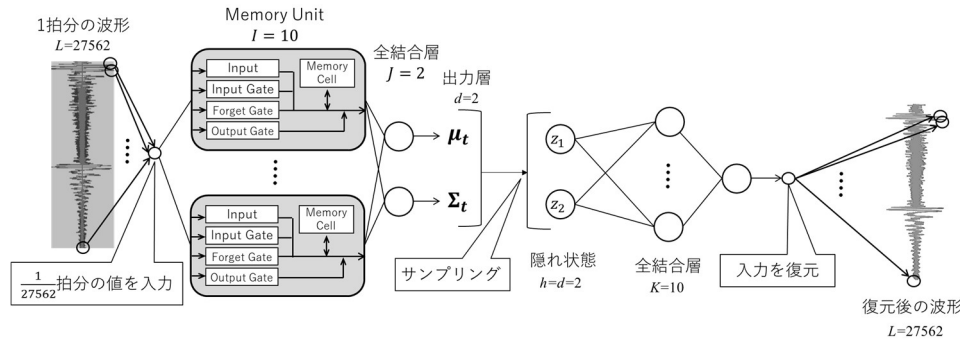 1拍分の波形
L=27562
1/27562 拍分の値を入力
Memory Unit
I = 10
Input
Input Gate
Forget Gate
Output Gate
Memory
Cell
Input
Input Gate
Forget Gate
Output Gate
Memory
Cell
全結合層
J = 2
出力層
d=2
μt
Σt
サンプリング
z1
z2
隠れ状態
h=d=2
全結合層
K=10
入力を復元
復元後の波形
L=27562